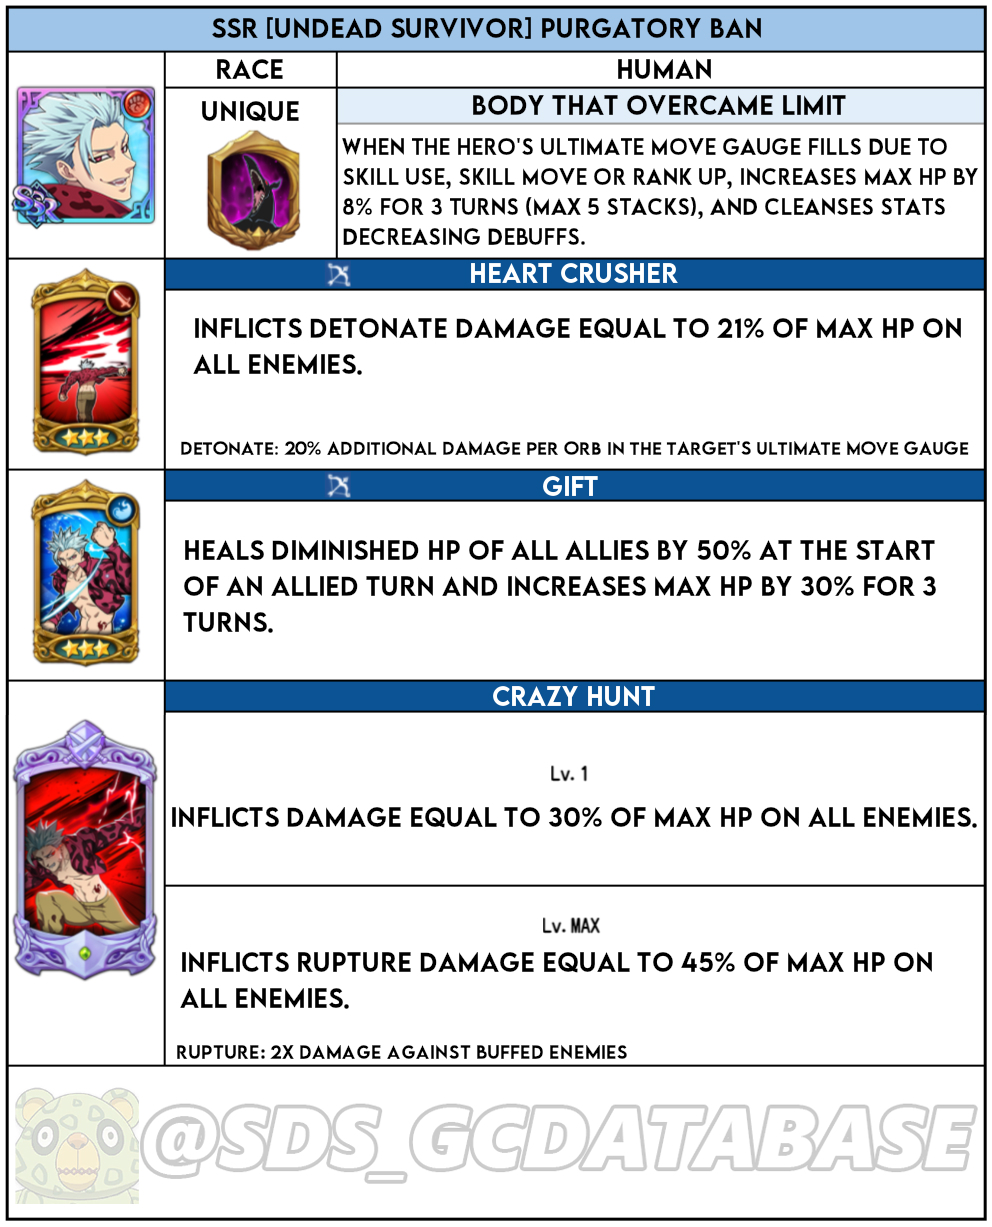 SSR [UNDEAD SURVIVOR] PURGATORY BAN
RACE
HUMAN
SSR
UNIQUE
BODY THAT OVERCAME LIMIT
WHEN THE HERO'S ULTIMATE MOVE GAUGE FILLS DUE TO
SKILL USE, SKILL MOVE OR RANK UP, INCREASES MAX HP BY
8% FOR 3 TURNS (MAX 5 STACKS), AND CLEANSES STATS
DECREASING DEBUFFS.
HEART CRUSHER
INFLICTS DETONATE DAMAGE EQUAL TO 21% OF MAX HP ON
ALL ENEMIES.
DETONATE: 20% ADDITIONAL DAMAGE PER ORB IN THE TARGET'S ULTIMATE MOVE GAUGE
GIFT
HEALS DIMINISHED HP OF ALL ALLIES BY 50% AT THE START
OF AN ALLIED TURN AND INCREASES MAX HP BY 30% FOR 3
TURNS.
CRAZY HUNT
Lv. 1
INFLICTS DAMAGE EQUAL TO 30% OF MAX HP ON ALL ENEMIES.
Lv. MAX
INFLICTS RUPTURE DAMAGE EQUAL TO 45% OF MAX HP ON
ALL ENEMIES.
RUPTURE: 2X DAMAGE AGAINST BUFFED ENEMIES
@SDS_GCDATABASE